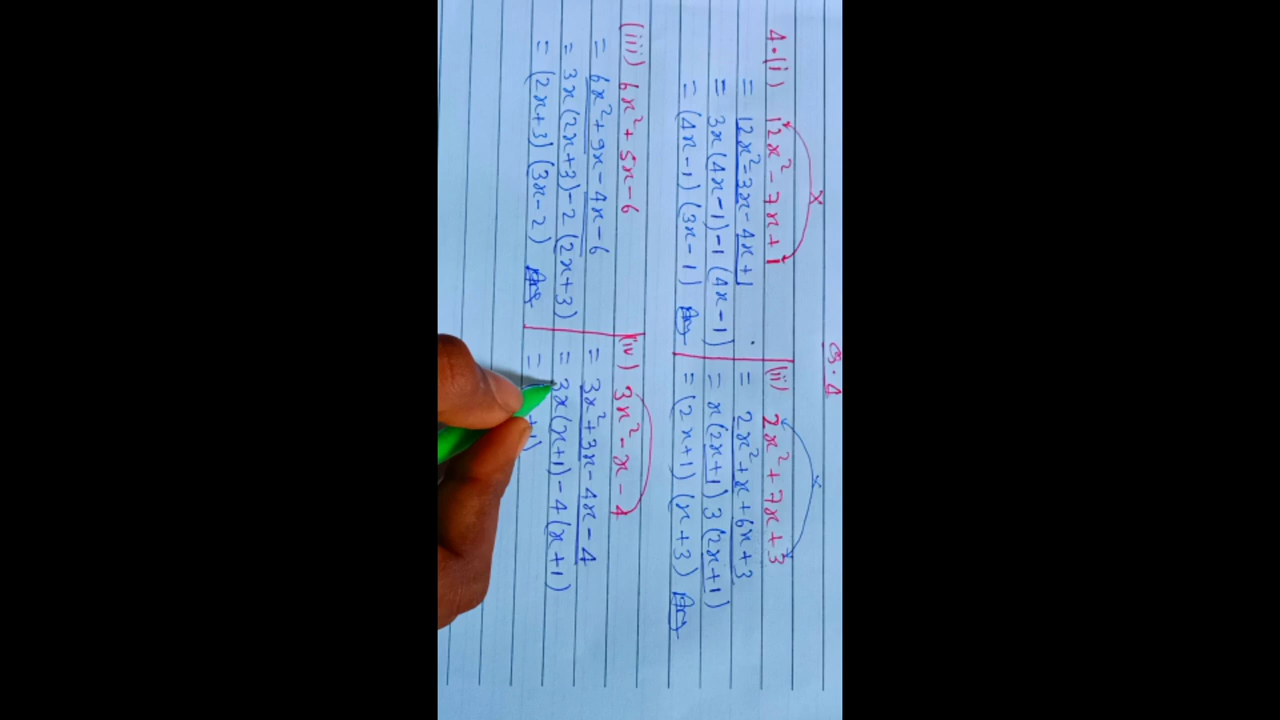 Q.4
4.(i) 12x² - 7x + 1
= 12x² - 3x - 4x + 1
= 3x(4x-1) - 1(4x-1)
= (4x-1) (3x-1) Ans
(ii) 2x² + 7x + 3
= 2x² + x + 6x + 3
= x(2x+1) 3(2x+1)
= (2x+1) (x+3) Ans
(iii) 6x² + 5x - 6
= 6x² + 9x - 4x - 6
= 3x(2x+3) - 2(2x+3)
= (2x+3) (3x-2) Ans
(iv) 3x² - x - 4
= 3x² + 3x - 4x - 4
= 3x(x+1) - 4(x+1)
= +1)